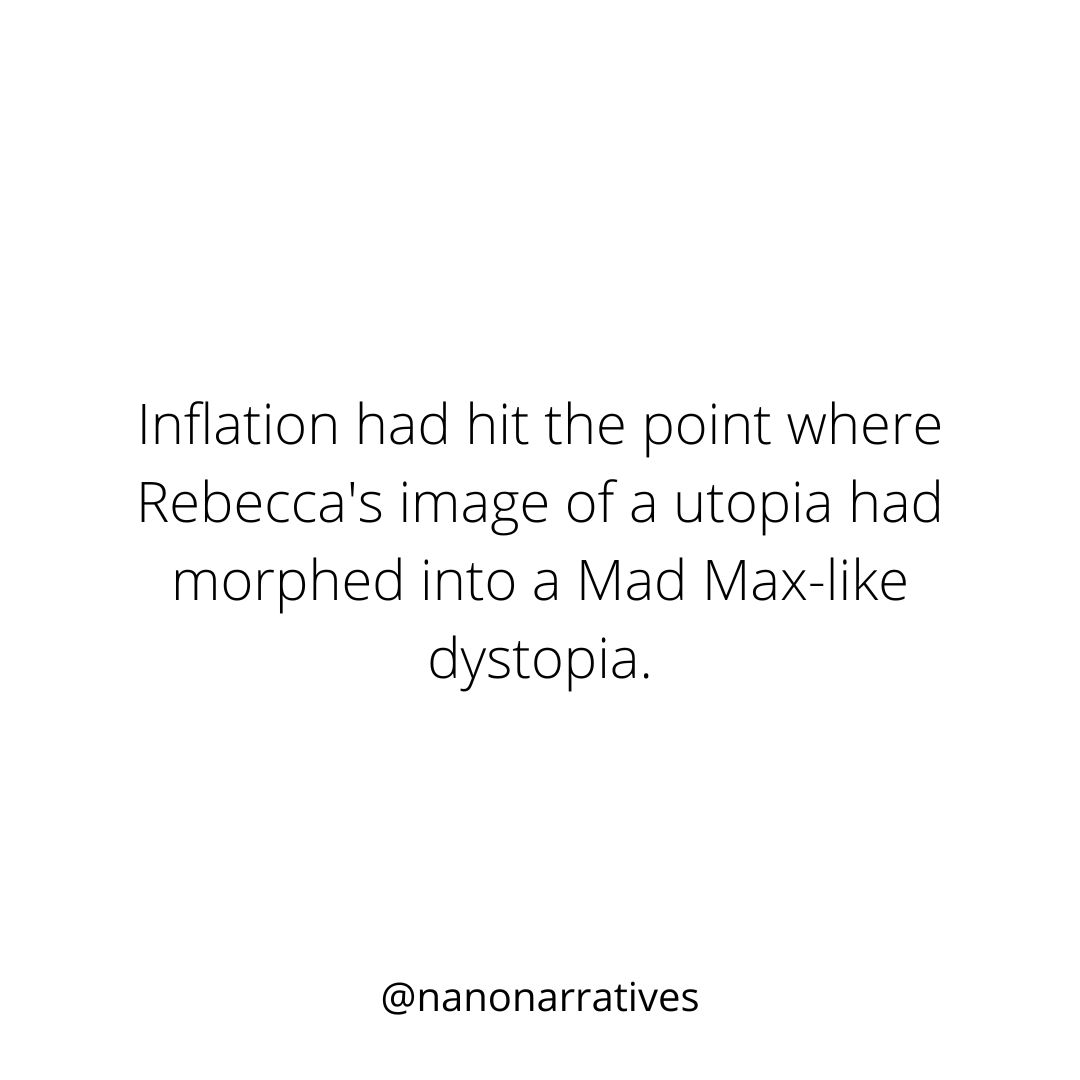 Inflation had hit the point where
Rebecca's image of a utopia had
morphed into a Mad Max-like
dystopia.
@nanonarratives